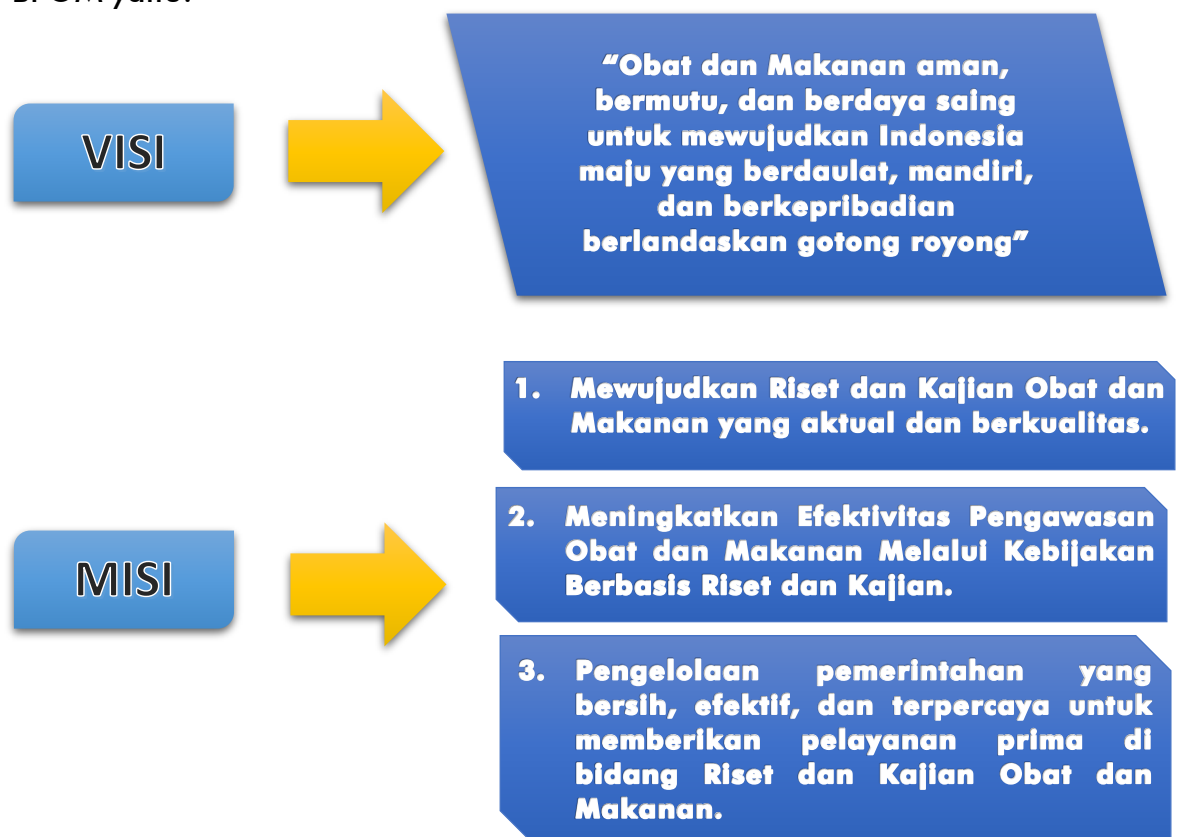 VISI
"Obat dan Makanan aman,
bermutu, dan berdaya saing
untuk mewujudkan Indonesia
maju yang berdaulat, mandiri,
dan berkepribadian
berlandaskan gotong royong"
MISI
1. Mewujudkan Riset dan Kajian Obat dan
Makanan yang aktual dan berkualitas.
2. Meningkatkan Efektivitas Pengawasan
Obat dan Makanan Melalui Kebijakan
Berbasis Riset dan Kajian.
3. Pengelolaan pemerintahan yang
bersih, efektif, dan terpercaya untuk
memberikan pelayanan prima di
bidang Riset dan Kajian Obat dan
Makanan.